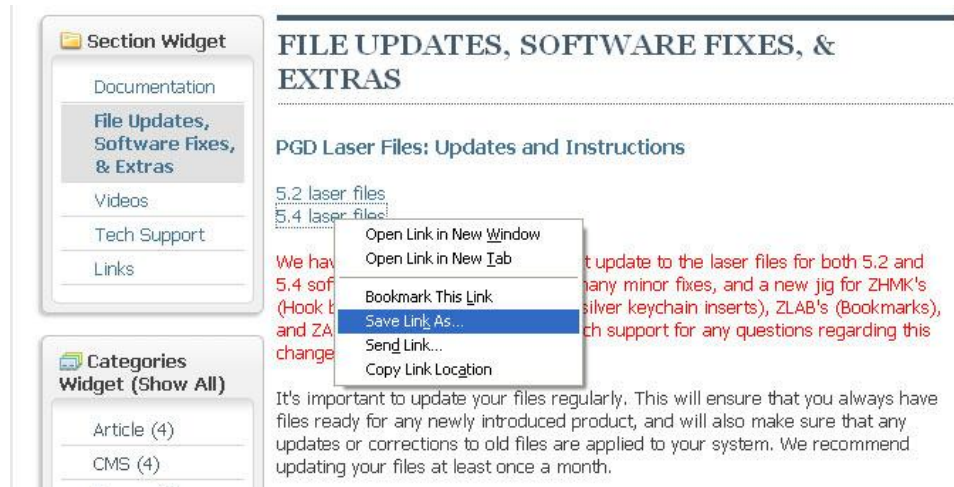 Section Widget
Documentation
File Updates,
Software Fixes,
& Extras
Videos
Tech Support
Links
Categories
Widget (Show All)
Article (4)
CMS (4)
FILE UPDATES, SOFTWARE FIXES, &
EXTRAS
PGD Laser Files: Updates and Instructions
5.2 laser files
5.4 laser files
Open Link in New Window
Open Link in New Tab
Bookmark This Link
Save Link As...
Send Link...
Copy Link Location
We hav t update to the laser files for both 5.2 and
5.4 sof many minor fixes, and a new jig for ZHMK's
(Hook b silver keychain inserts), ZLAB's (Bookmarks),
and ZA ch support for any questions regarding this
change
It's important to update your files regularly. This will ensure that you always have
files ready for any newly introduced product, and will also make sure that any
updates or corrections to old files are applied to your system. We recommend
updating your files at least once a month.